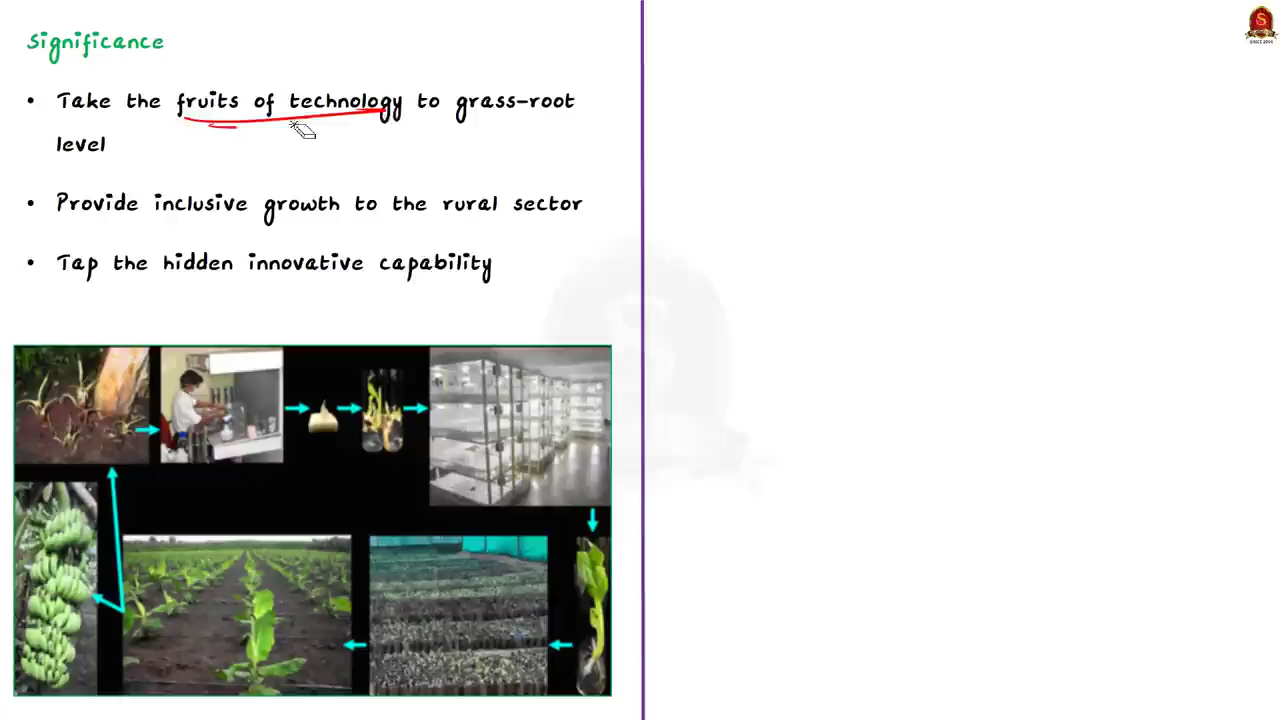 Significance
• Take the fruits of technology to grass-root
level
• Provide inclusive growth to the rural sector
• Tap the hidden innovative capability
S